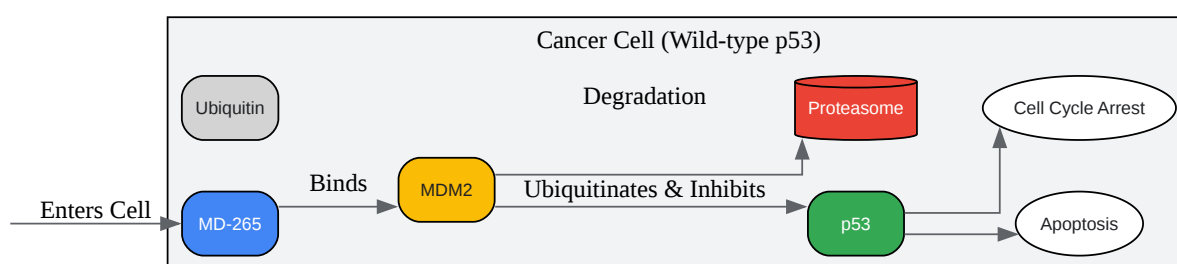 Cancer Cell (Wild-type p53)
Degradation
Ubiquitin
Proteasome
Cell Cycle Arrest
Binds
MDM2
Ubiquitinates & Inhibits
Enters Cell
MD-265
p53
Apoptosis